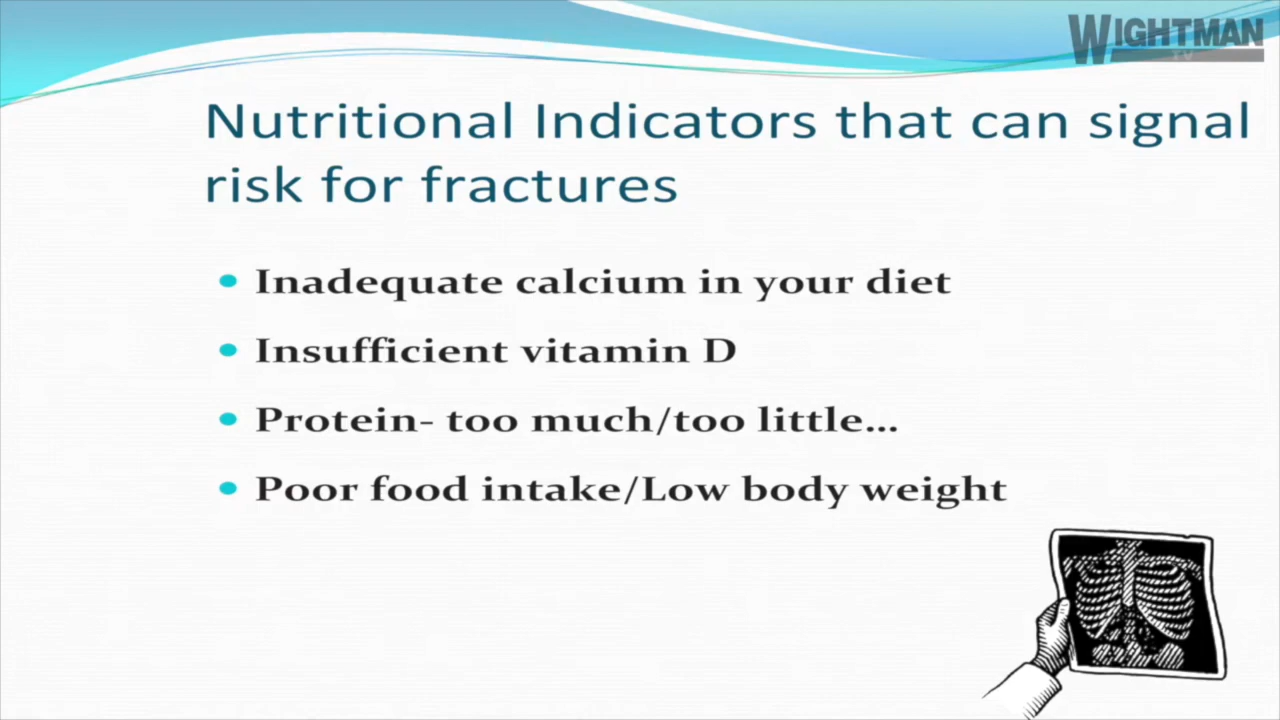 WIGHTMAN
TV
Nutritional Indicators that can signal
risk for fractures
Inadequate calcium in your diet
Insufficient vitamin D
Protein- too much/too little...
Poor food intake/Low body weight